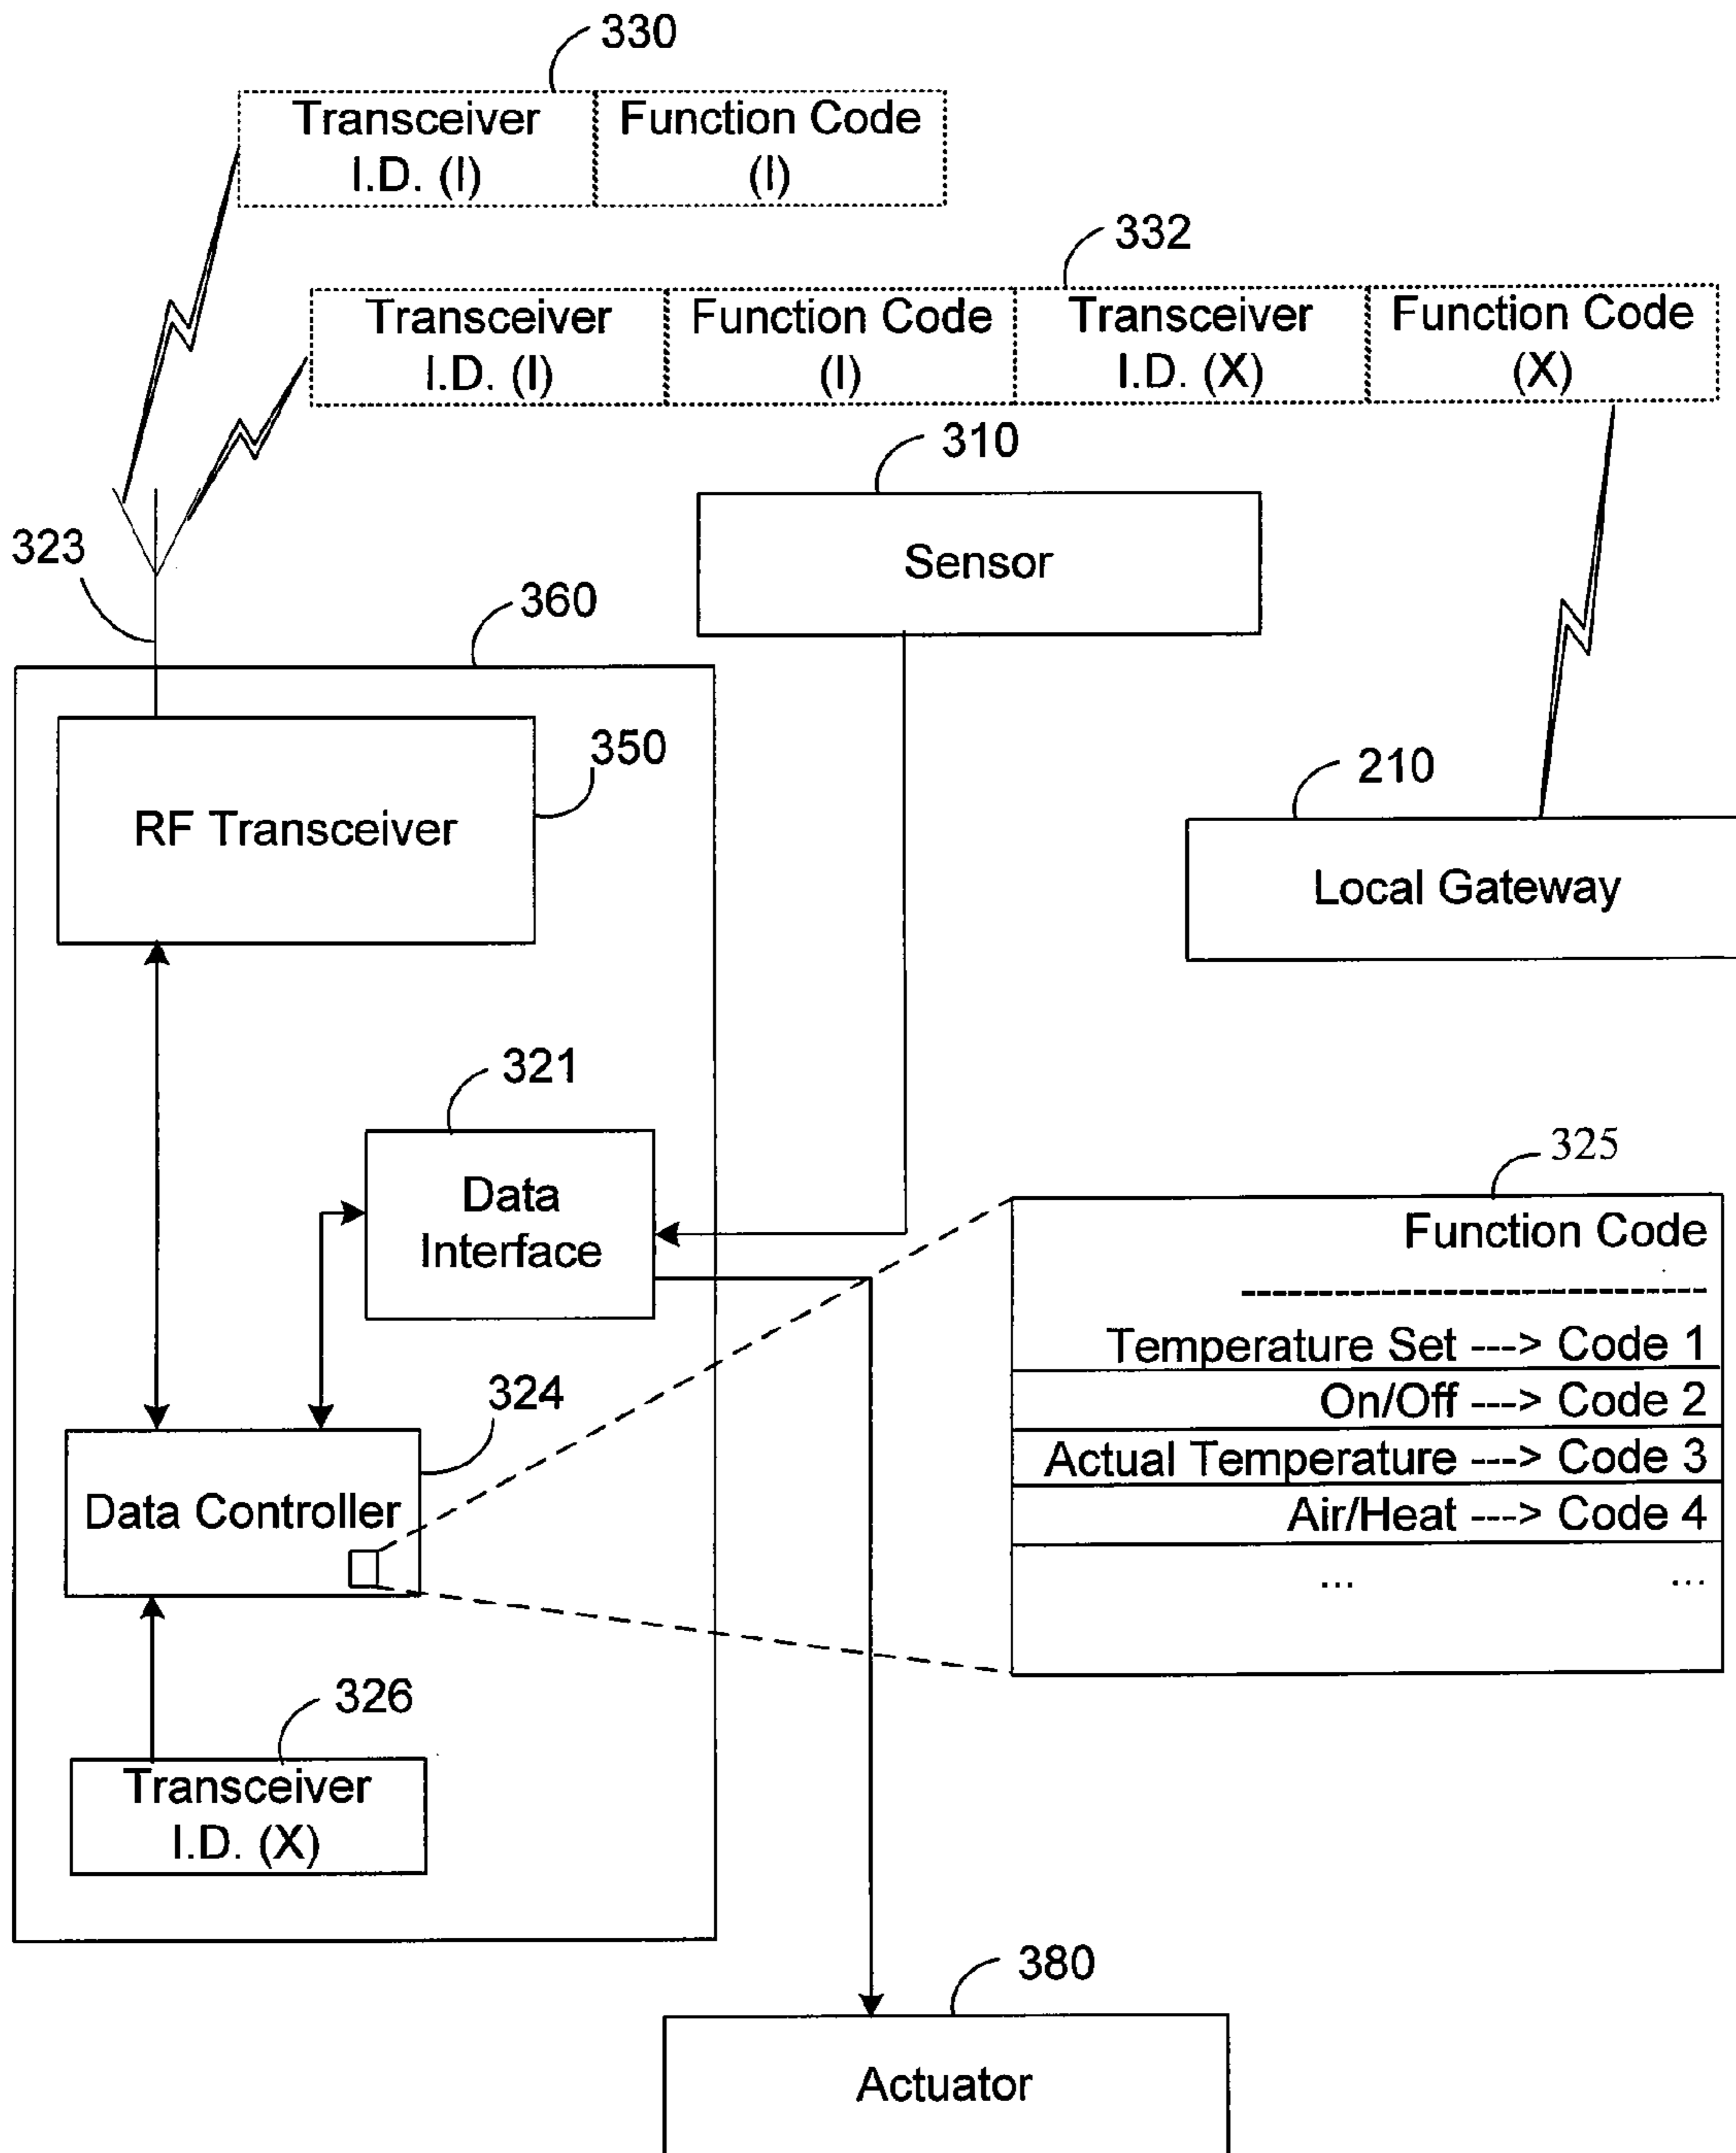 330
Transceiver Function Code
I.D. (I) (I)
332
Transceiver Function Code Transceiver Function Code
I.D. (I) (I) I.D. (X) (X)
310
Sensor
323
360
350
RF Transceiver
210
Local Gateway
321
Data
Interface
325
Function Code
---------------------------------
Temperature Set ---> Code 1
On/Off ---> Code 2
Actual Temperature ---> Code 3
Air/Heat ---> Code 4
... ...
324
Data Controller
326
Transceiver
I.D. (X)
380
Actuator